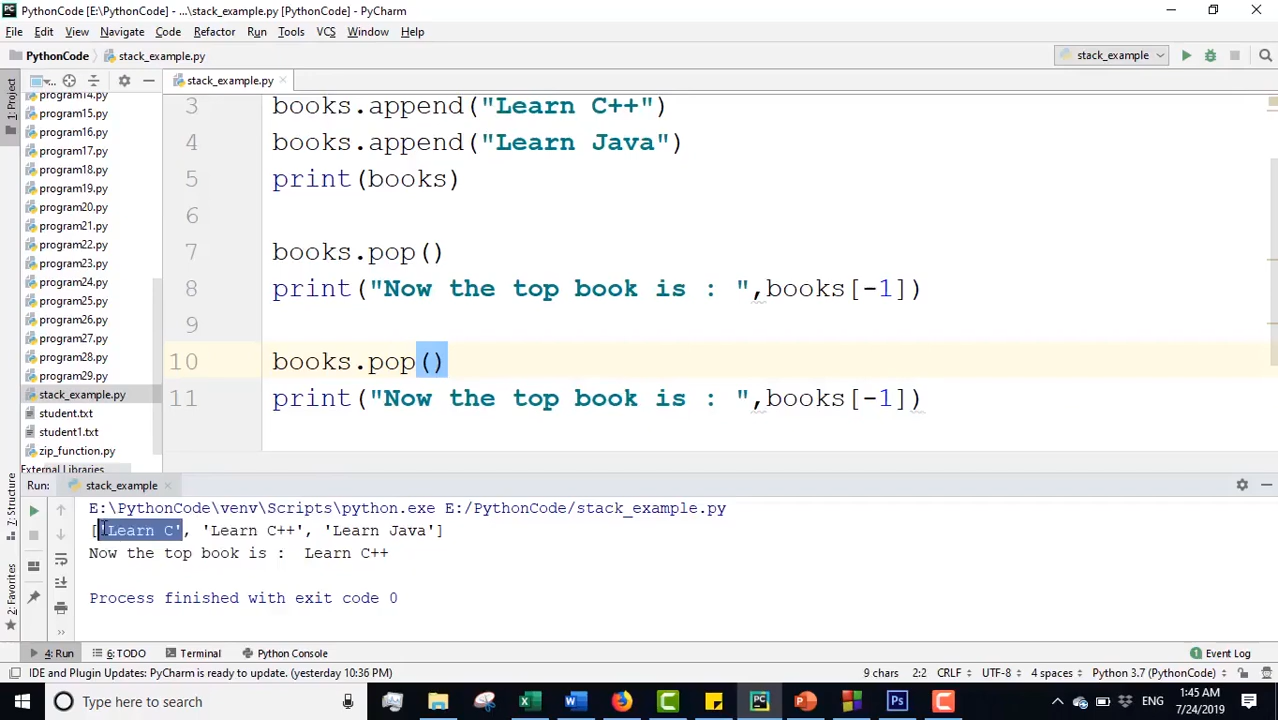 PythonCode [E:\PythonCode] - ...\stack_example.py [PythonCode] - PyCharm
File Edit View Navigate Code Refactor Run Tools VCS Window Help
PythonCode stack_example.py stack_example
1: Project
stack_example.py
program14.py
program15.py
program16.py
program17.py
program18.py
program19.py
program20.py
program21.py
program22.py
program23.py
program24.py
program25.py
program26.py
program27.py
program28.py
program29.py
stack_example.py
student.txt
student1.txt
zip_function.py
External Libraries
3 books.append("Learn C++")
4 books.append("Learn Java")
5 print(books)
6
7 books.pop()
8 print("Now the top book is : ",books[-1])
9
10 books.pop()
11 print("Now the top book is : ",books[-1])
7: Structure
2: Favorites
Run: stack_example
E:\PythonCode\venv\Scripts\python.exe E:/PythonCode/stack_example.py
['Learn C', 'Learn C++', 'Learn Java']
Now the top book is :  Learn C++
Process finished with exit code 0
4: Run 6: TODO Terminal Python Console 1 Event Log
IDE and Plugin Updates: PyCharm is ready to update. (yesterday 10:36 PM) 9 chars 2:2 CRLF UTF-8 4 spaces Python 3.7 (PythonCode)
Type here to search
ENG
1:45 AM
7/24/2019